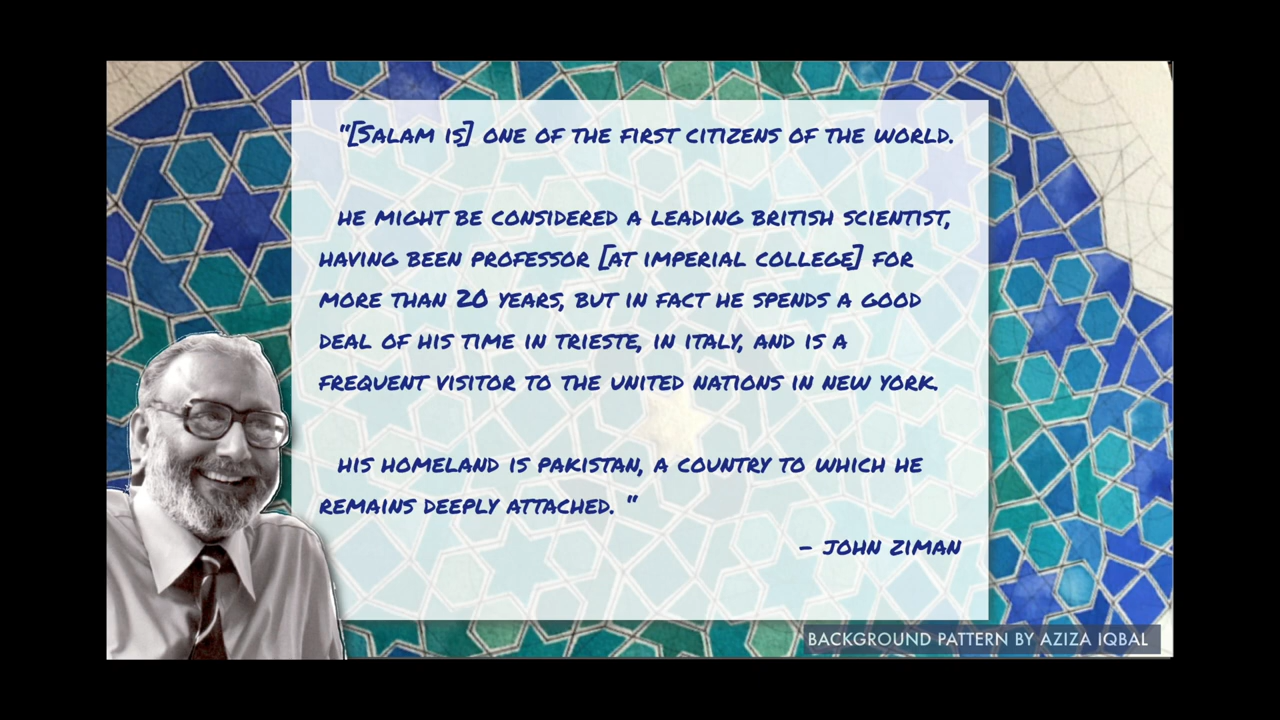 "[Salam is] one of the first citizens of the world.
He might be considered a leading British scientist,
having been professor [at Imperial College] for
more than 20 years, but in fact he spends a good
deal of his time in Trieste, in Italy, and is a
frequent visitor to the United Nations in New York.
His homeland is Pakistan, a country to which he
remains deeply attached. "
- John Ziman
BACKGROUND PATTERN BY AZIZA IQBAL